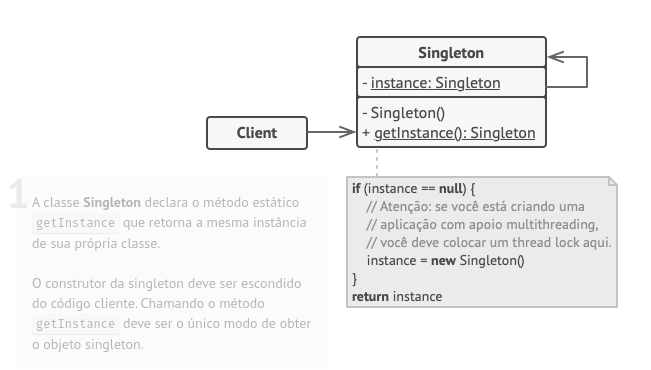 Singleton
- instance: Singleton
- Singleton()
+ getInstance(): Singleton
Client
1
A classe Singleton declara o método estático
getInstance que retorna a mesma instância
de sua própria classe.
O construtor da singleton deve ser escondido
do código cliente. Chamando o método
getInstance deve ser o único modo de obter
o objeto singleton.
if (instance == null) {
// Atenção: se você está criando uma
// aplicação com apoio multithreading,
// você deve colocar um thread lock aqui.
instance = new Singleton()
}
return instance